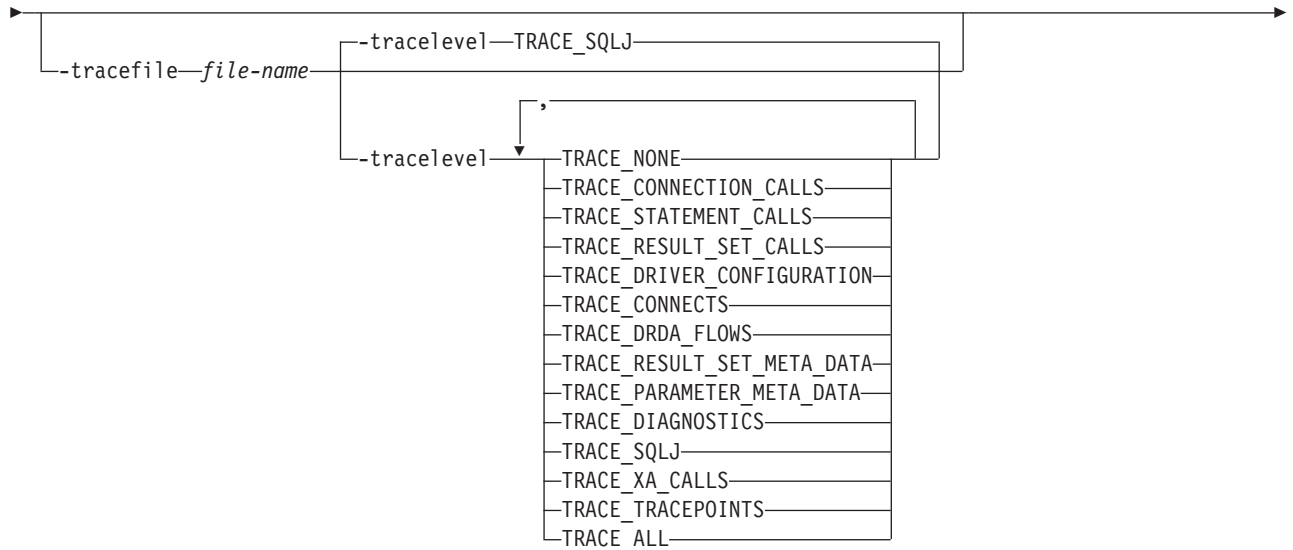 -tracelevel TRACE_SQLJ
-tracefile file-name
,
-tracelevel TRACE_NONE
TRACE_CONNECTION_CALLS
TRACE_STATEMENT_CALLS
TRACE_RESULT_SET_CALLS
TRACE_DRIVER_CONFIGURATION
TRACE_CONNECTS
TRACE_DRDA_FLOWS
TRACE_RESULT_SET_META_DATA
TRACE_PARAMETER_META_DATA
TRACE_DIAGNOSTICS
TRACE_SQLJ
TRACE_XA_CALLS
TRACE_TRACEPOINTS
TRACE_ALL